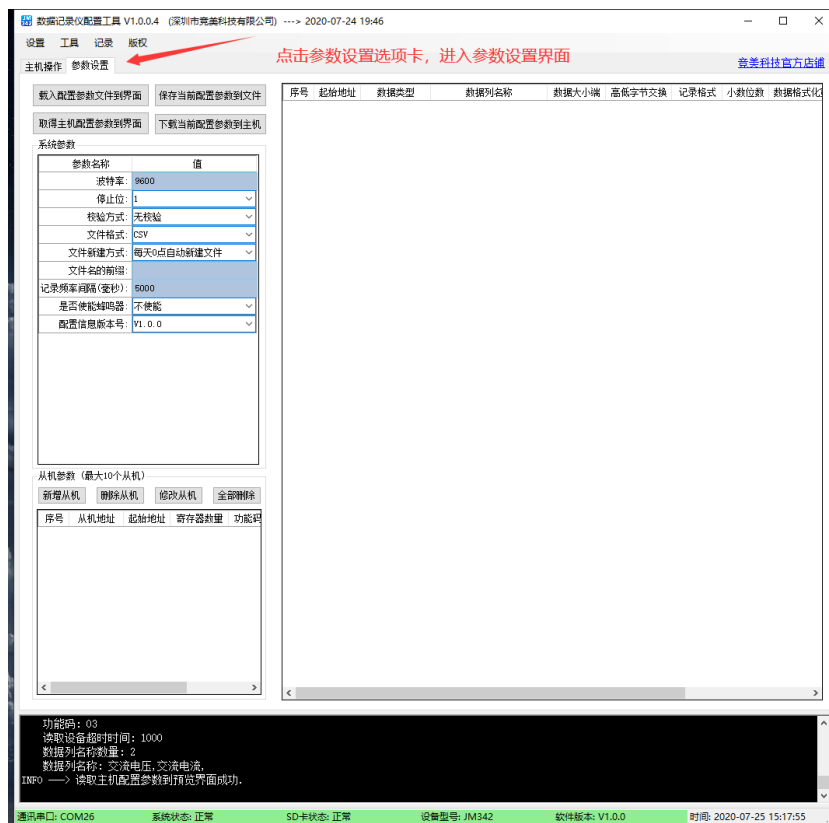 数据记录仪配置工具 V1.0.0.4 (深圳市竞美科技有限公司) ---> 2020-07-24 19:46
设置 工具 记录 版权
点击参数设置选项卡，进入参数设置界面
主机操作 参数设置
竞美科技官方店铺
载入配置参数文件到界面 保存当前配置参数到文件
取得主机配置参数到界面 下载当前配置参数到主机
序号 起始地址 数据类型 数据列名称 数据大小端 高低字节交换 记录格式 小数位数 数据格式化
系统参数
参数名称 值
波特率: 9600
停止位: 1
校验方式: 无校验
文件格式: CSV
文件新建方式: 每天0点自动新建文件
文件名的前缀:
记录频率间隔(毫秒): 5000
是否使能蜂鸣器: 不使能
配置信息版本号: V1.0.0
从机参数 (最大10个从机)
新增从机 删除从机 修改从机 全部删除
序号 从机地址 起始地址 寄存器数量 功能码
功能码: 03
读取设备超时时间: 1000
数据列名称数量: 2
数据列名称: 交流电压,交流电流,
INFO ——> 读取主机配置参数到预览界面成功.
通讯串口: COM26 系统状态: 正常 SD卡状态: 正常 设备型号: JM342 软件版本: V1.0.0 时间: 2020-07-25 15:17:55